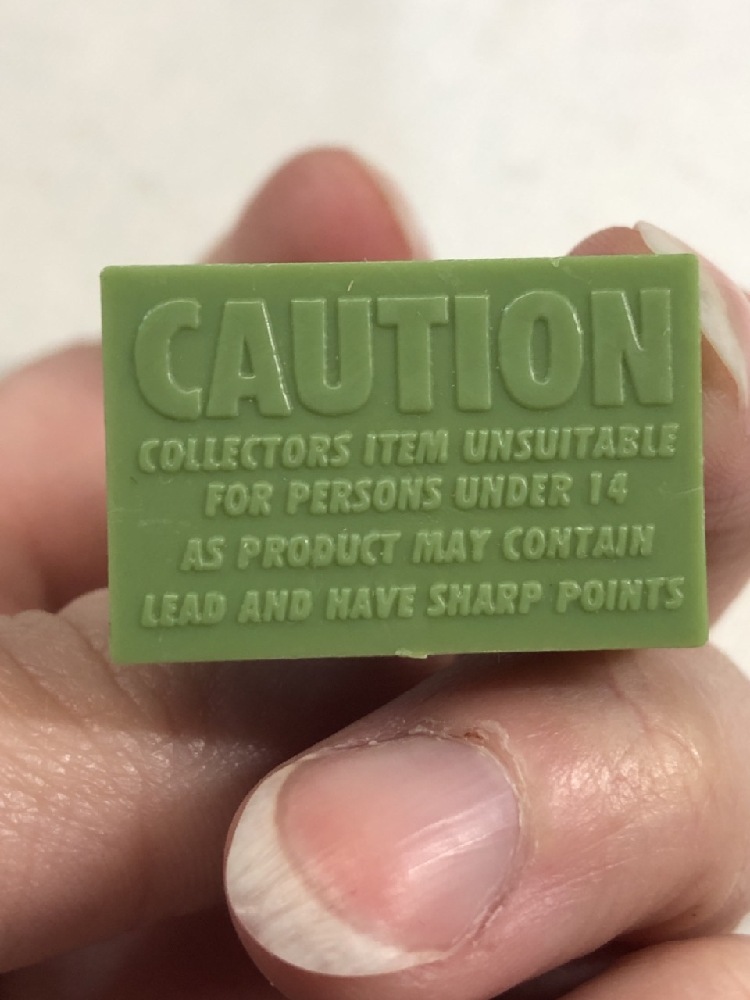 CAUTION
COLLECTORS ITEM UNSUITABLE
FOR PERSONS UNDER 14
AS PRODUCT MAY CONTAIN
LEAD AND HAVE SHARP POINTS